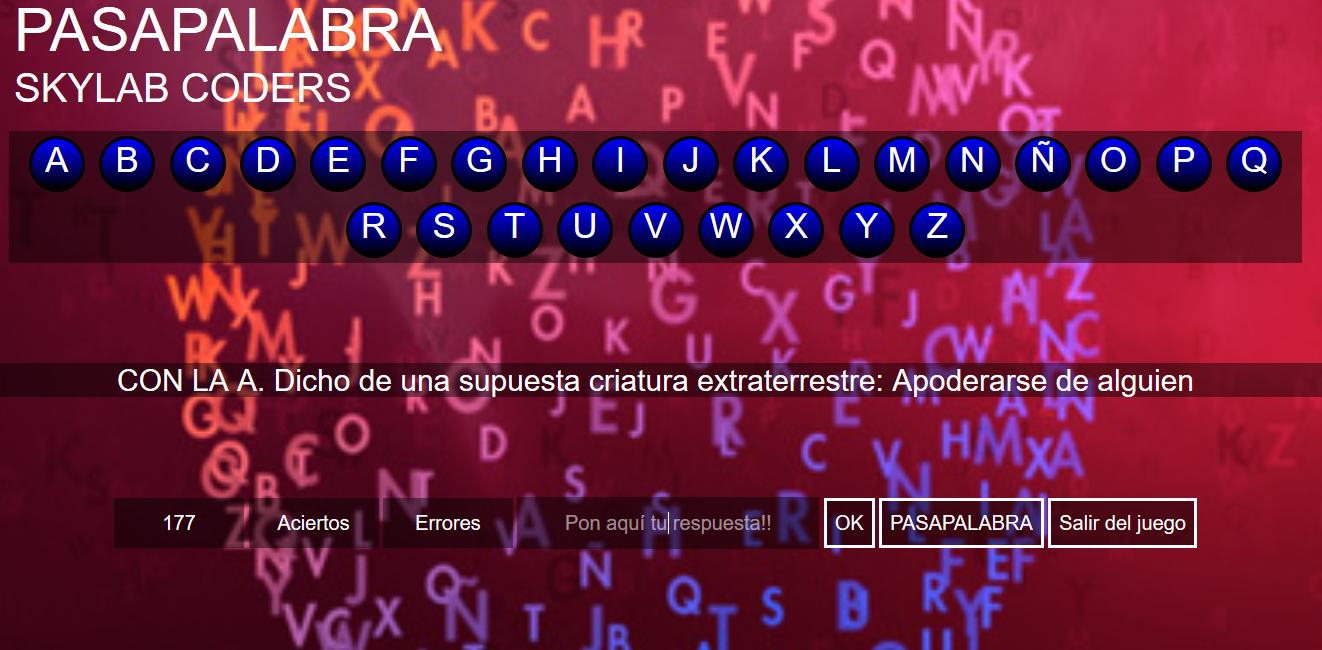 PASAPALABRA
SKYLAB CODERS
A B C D E F G H I J K L M N Ñ O P Q
R S T U V W X Y Z
CON LA A. Dicho de una supuesta criatura extraterrestre: Apoderarse de alguien
177 Aciertos Errores Pon aquí tu respuesta!! OK PASAPALABRA Salir del juego